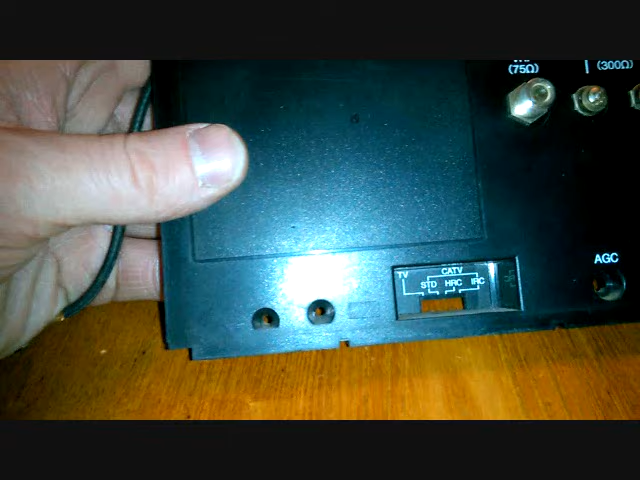 (75Ω)
(300Ω)
AGC
CATV
TV
STD HRC IRC